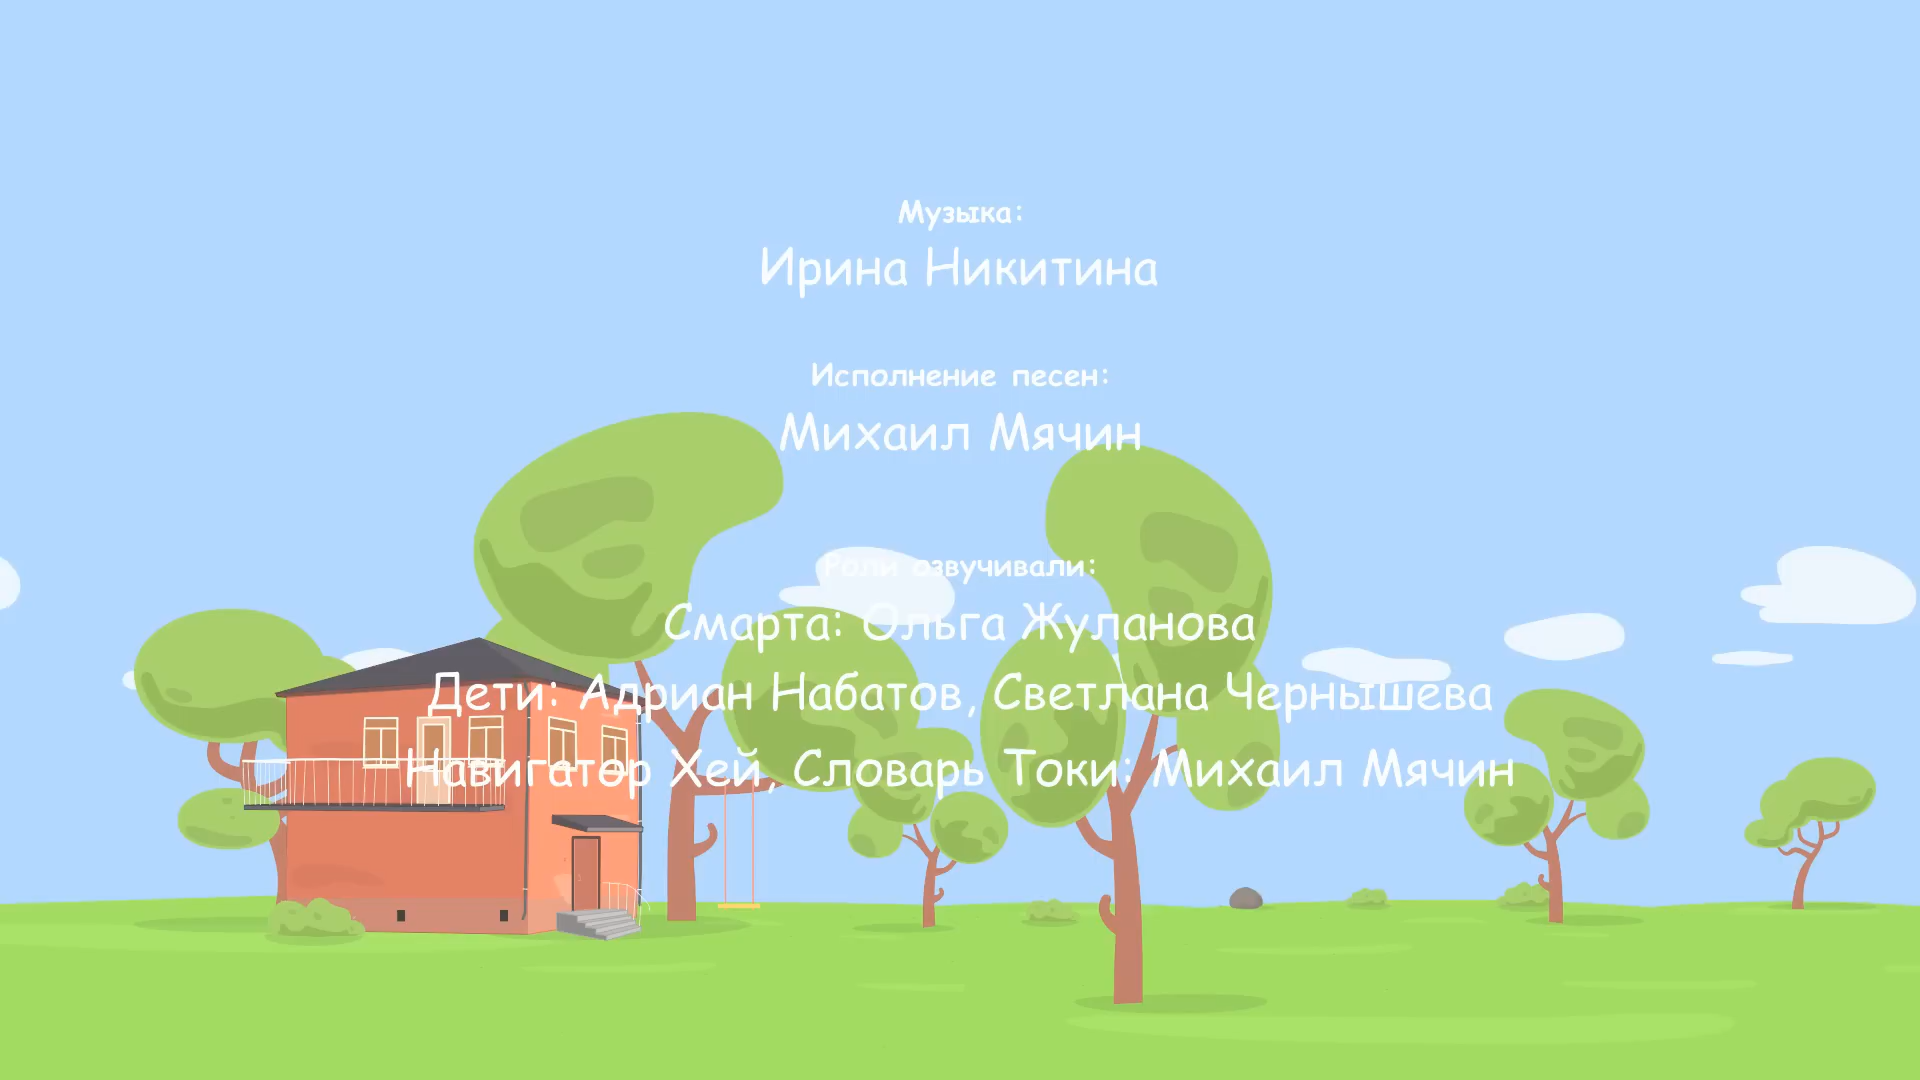 Музыка:
Ирина Никитина
Исполнение песен:
Михаил Мячин
Роли озвучивали:
Смарта: Ольга Жуланова
Дети: Адриан Набатов, Светлана Чернышева
Навигатор Хей, Словарь Токи: Михаил Мячин